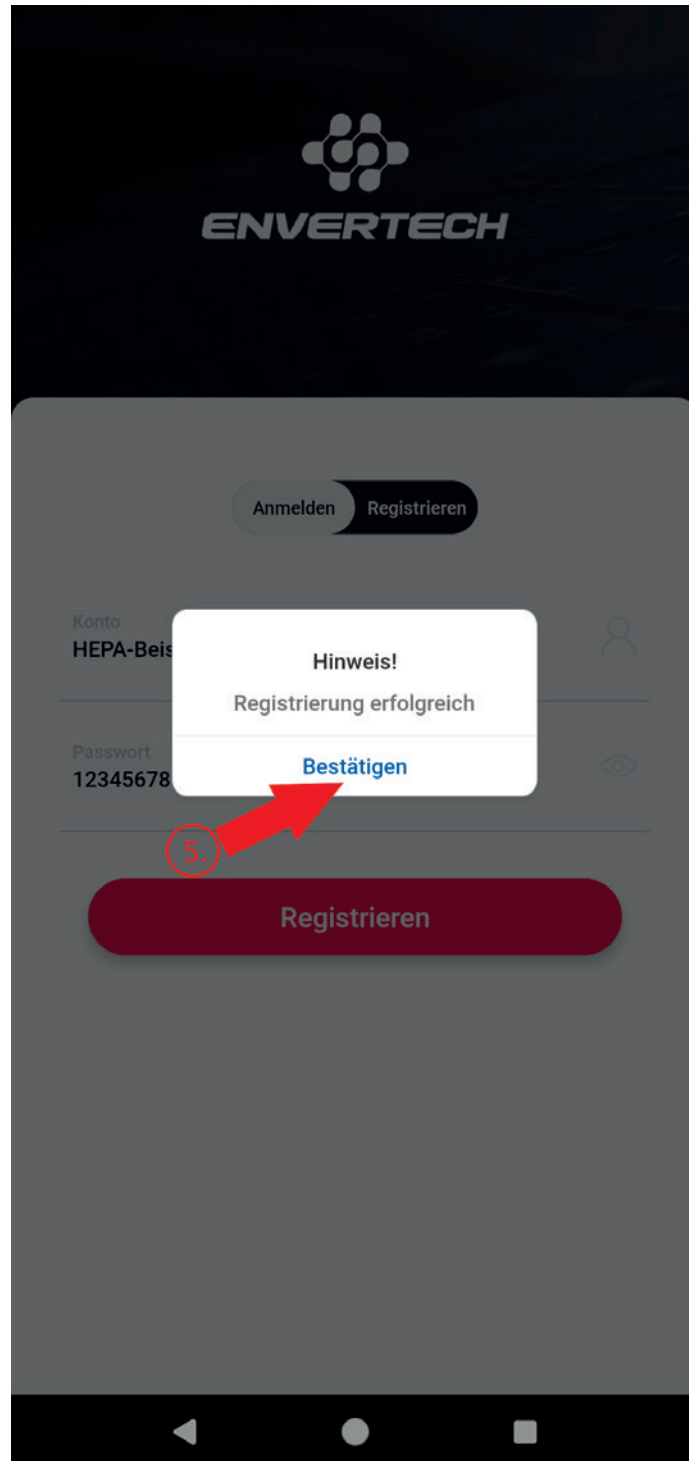 ENVERTECH
Anmelden Registrieren
Konto
HEPA-Beis
Hinweis!
Registrierung erfolgreich
Passwort
12345678
Bestätigen
5.
Registrieren